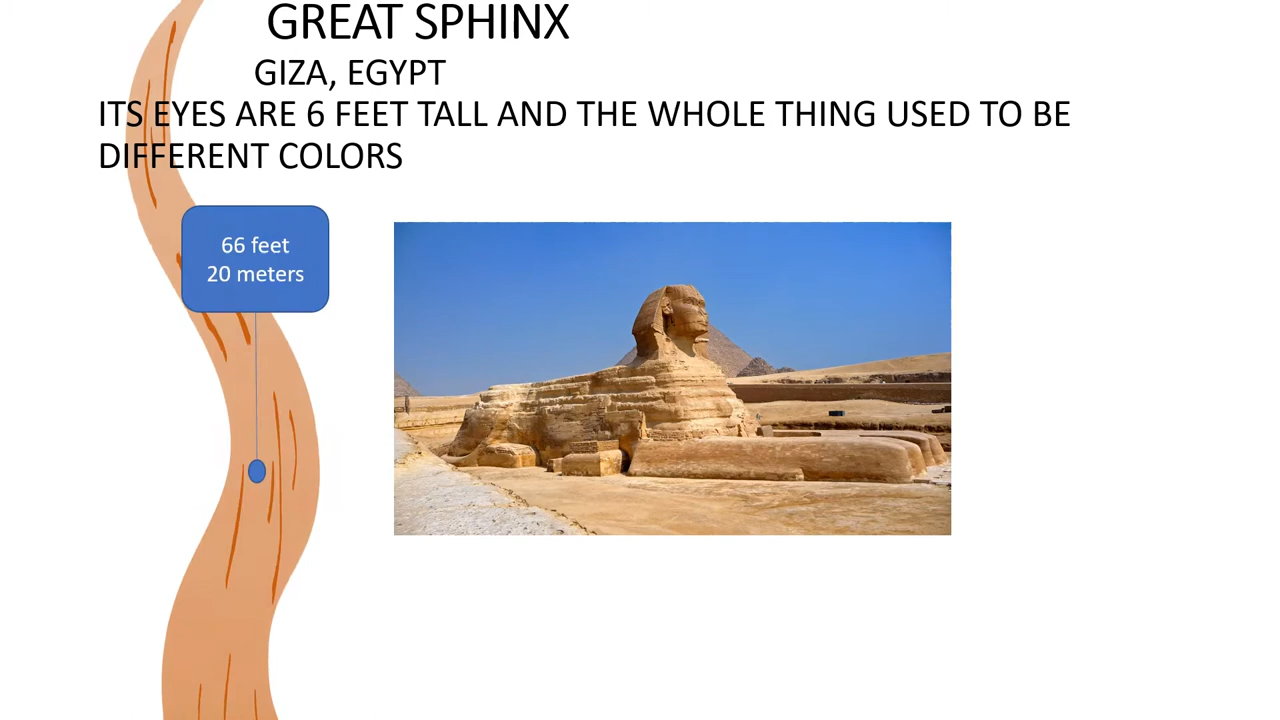 GREAT SPHINX
GIZA, EGYPT
ITS EYES ARE 6 FEET TALL AND THE WHOLE THING USED TO BE
DIFFERENT COLORS
66 feet
20 meters